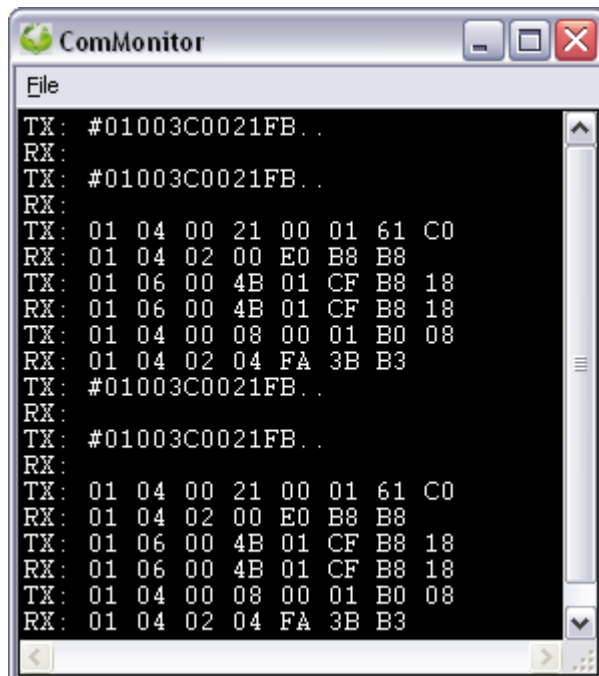 ComMonitor
File
TX: #01003C0021FB..
RX:
TX: #01003C0021FB..
RX:
TX: 01 04 00 21 00 01 61 C0
RX: 01 04 02 00 E0 B8 B8
TX: 01 06 00 4B 01 CF B8 18
RX: 01 06 00 4B 01 CF B8 18
TX: 01 04 00 08 00 01 B0 08
RX: 01 04 02 04 FA 3B B3
TX: #01003C0021FB..
RX:
TX: #01003C0021FB..
RX:
TX: 01 04 00 21 00 01 61 C0
RX: 01 04 02 00 E0 B8 B8
TX: 01 06 00 4B 01 CF B8 18
RX: 01 06 00 4B 01 CF B8 18
TX: 01 04 00 08 00 01 B0 08
RX: 01 04 02 04 FA 3B B3